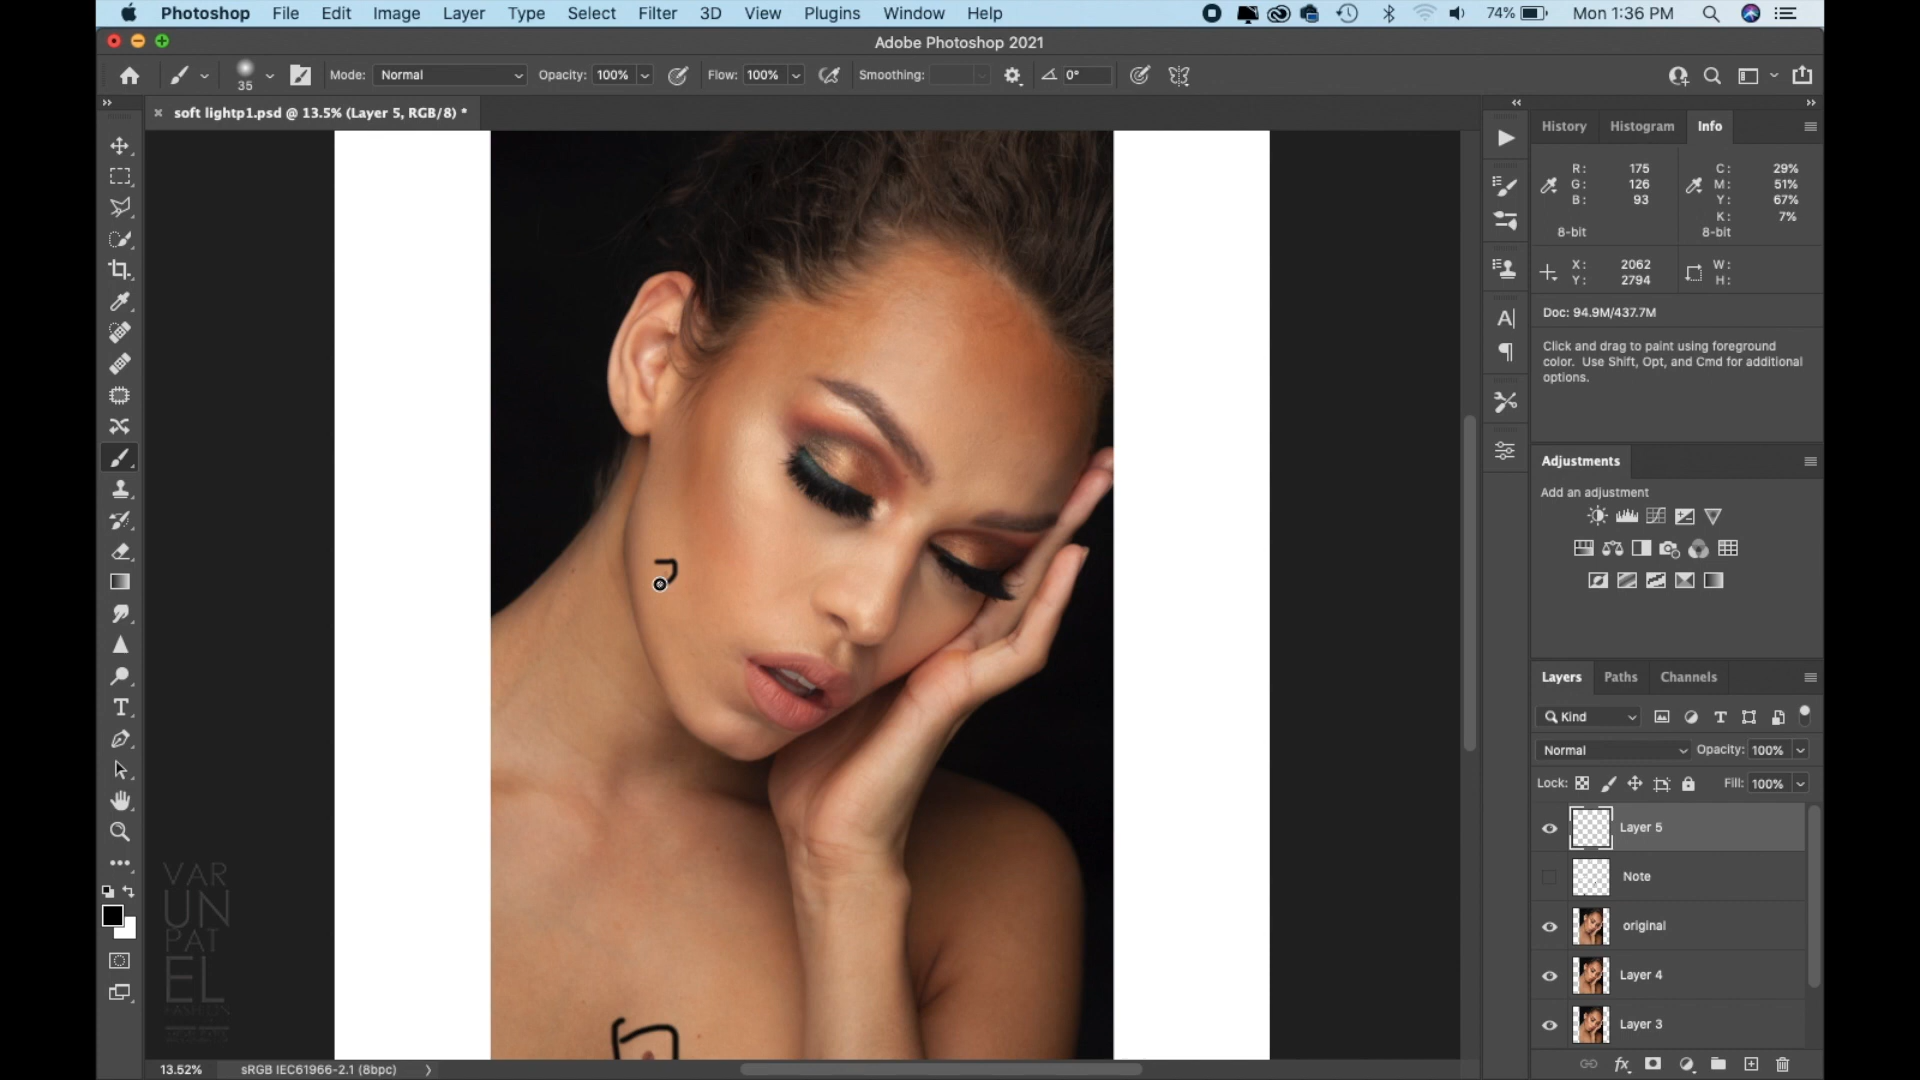 Photoshop File Edit Image Layer Type Select Filter 3D View Plugins Window Help 74% Mon 1:36 PM
Adobe Photoshop 2021
35 Mode: Normal Opacity: 100% Flow: 100% Smoothing: 0°
soft lightp1.psd @ 13.5% (Layer 5, RGB/8) *
History Histogram Info
R: 175 C: 29%
G: 126 M: 51%
B: 93 Y: 67%
K: 7%
8-bit 8-bit
X: 2062 W:
Y: 2794 H:
Doc: 94.9M/437.7M
Click and drag to paint using foreground
color. Use Shift, Opt, and Cmd for additional
options.
Adjustments
Add an adjustment
Layers Paths Channels
Kind
Normal Opacity: 100%
Lock: Fill: 100%
Layer 5
Note
original
Layer 4
Layer 3
VAR
UN
PAT
EL
13.52% sRGB IEC61966-2.1 (8bpc)